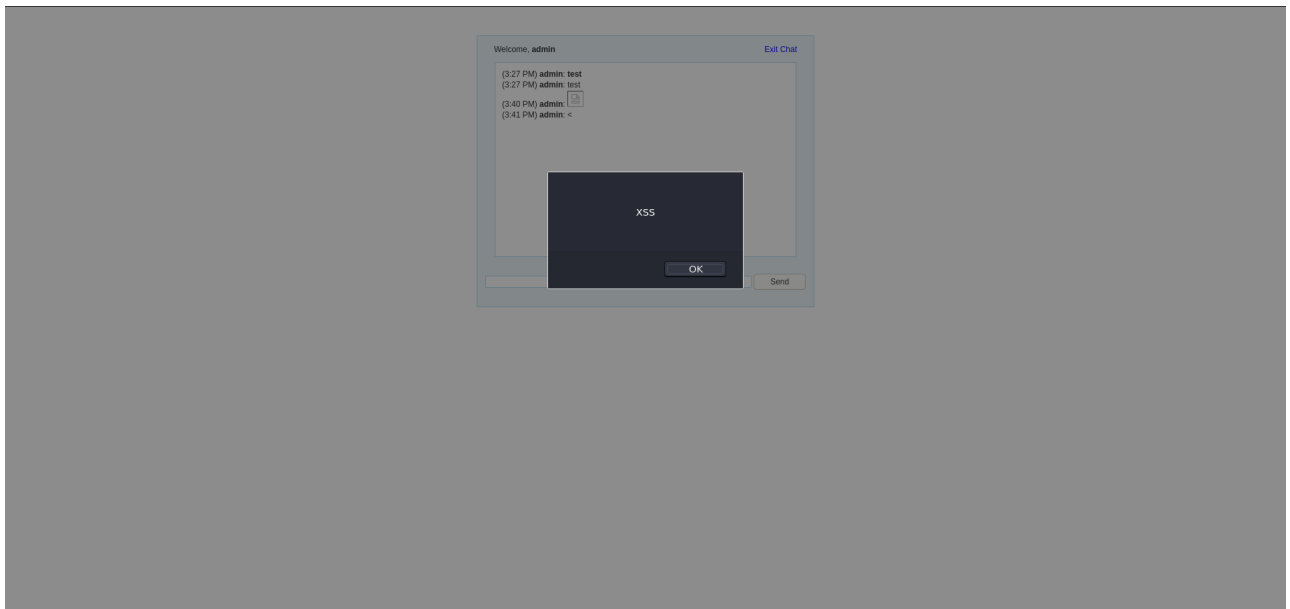 Welcome, admin
Exit Chat
(3:27 PM) admin: test
(3:27 PM) admin: test
(3:40 PM) admin:
(3:41 PM) admin: <
XSS
OK
Send